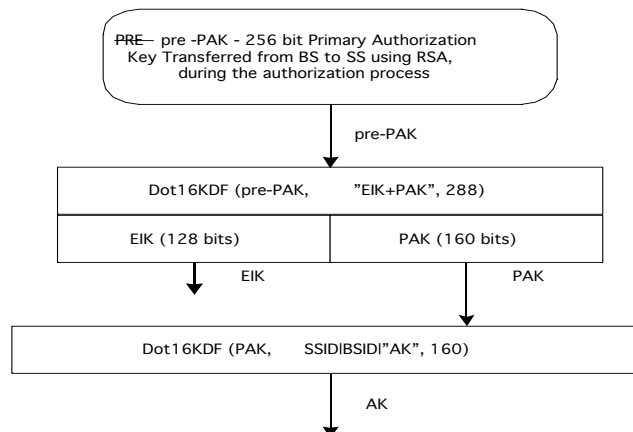 PRE– pre -PAK - 256 bit Primary Authorization
Key Transferred from BS to SS using RSA,
during the authorization process
pre-PAK
Dot16KDF (pre-PAK, ”EIK+PAK”, 288)
EIK (128 bits) PAK (160 bits)
EIK PAK
Dot16KDF (PAK, SSID|BSID|”AK”, 160)
AK